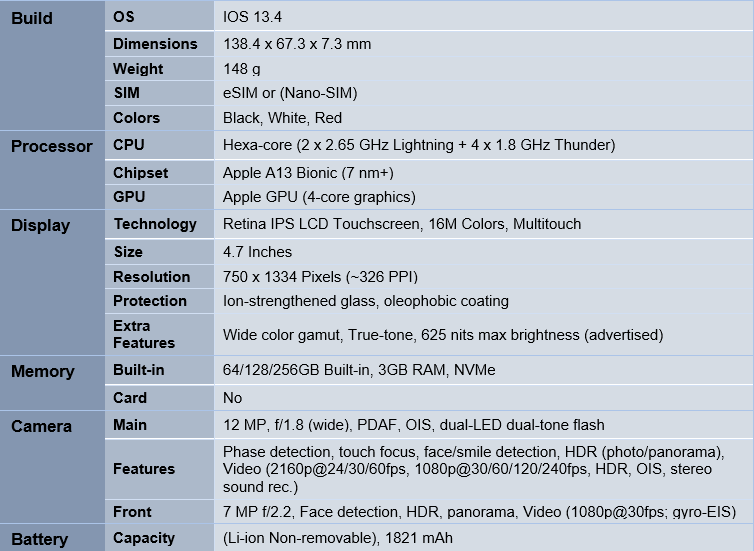 Build OS IOS 13.4
Dimensions 138.4 x 67.3 x 7.3 mm
Weight 148 g
SIM eSIM or (Nano-SIM)
Colors Black, White, Red
Processor CPU Hexa-core (2 x 2.65 GHz Lightning + 4 x 1.8 GHz Thunder)
Chipset Apple A13 Bionic (7 nm+)
GPU Apple GPU (4-core graphics)
Display Technology Retina IPS LCD Touchscreen, 16M Colors, Multitouch
Size 4.7 Inches
Resolution 750 x 1334 Pixels (~326 PPI)
Protection Ion-strengthened glass, oleophobic coating
Extra
Features
Wide color gamut, True-tone, 625 nits max brightness (advertised)
Memory Built-in 64/128/256GB Built-in, 3GB RAM, NVMe
Card No
Camera Main 12 MP, f/1.8 (wide), PDAF, OIS, dual-LED dual-tone flash
Features
Phase detection, touch focus, face/smile detection, HDR (photo/panorama),
Video (2160p@24/30/60fps, 1080p@30/60/120/240fps, HDR, OIS, stereo
sound rec.)
Front 7 MP f/2.2, Face detection, HDR, panorama, Video (1080p@30fps; gyro-EIS)
Battery Capacity (Li-ion Non-removable), 1821 mAh